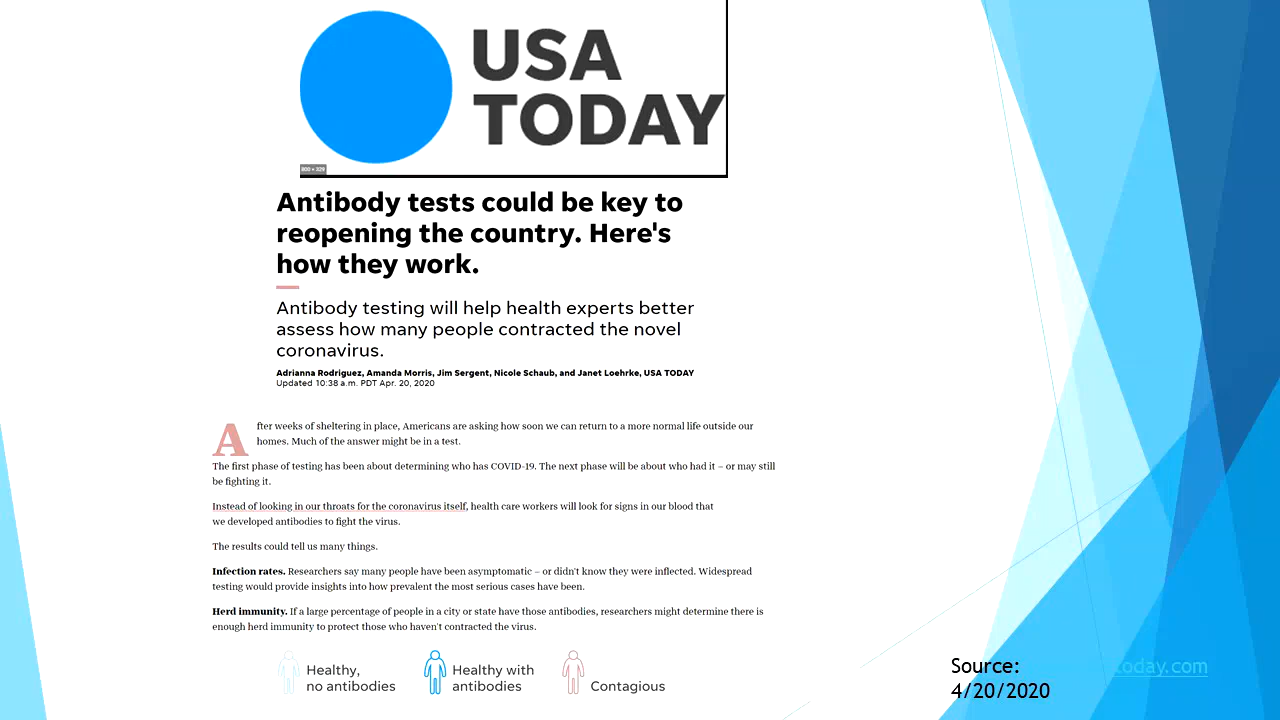 USA
TODAY
800 × 329
Antibody tests could be key to
reopening the country. Here's
how they work.
Antibody testing will help health experts better
assess how many people contracted the novel
coronavirus.
Adrianna Rodriguez, Amanda Morris, Jim Sergent, Nicole Schaub, and Janet Loehrke, USA TODAY
Updated 10:38 a.m. PDT Apr. 20, 2020
After weeks of sheltering in place, Americans are asking how soon we can return to a more normal life outside our
homes. Much of the answer might be in a test.
The first phase of testing has been about determining who has COVID-19. The next phase will be about who had it – or may still
be fighting it.
Instead of looking in our throats for the coronavirus itself, health care workers will look for signs in our blood that
we developed antibodies to fight the virus.
The results could tell us many things.
Infection rates. Researchers say many people have been asymptomatic – or didn't know they were inflected. Widespread
testing would provide insights into how prevalent the most serious cases have been.
Herd immunity. If a large percentage of people in a city or state have those antibodies, researchers might determine there is
enough herd immunity to protect those who haven't contracted the virus.
Healthy,
no antibodies
Healthy with
antibodies
Contagious
Source: today.com
4/20/2020